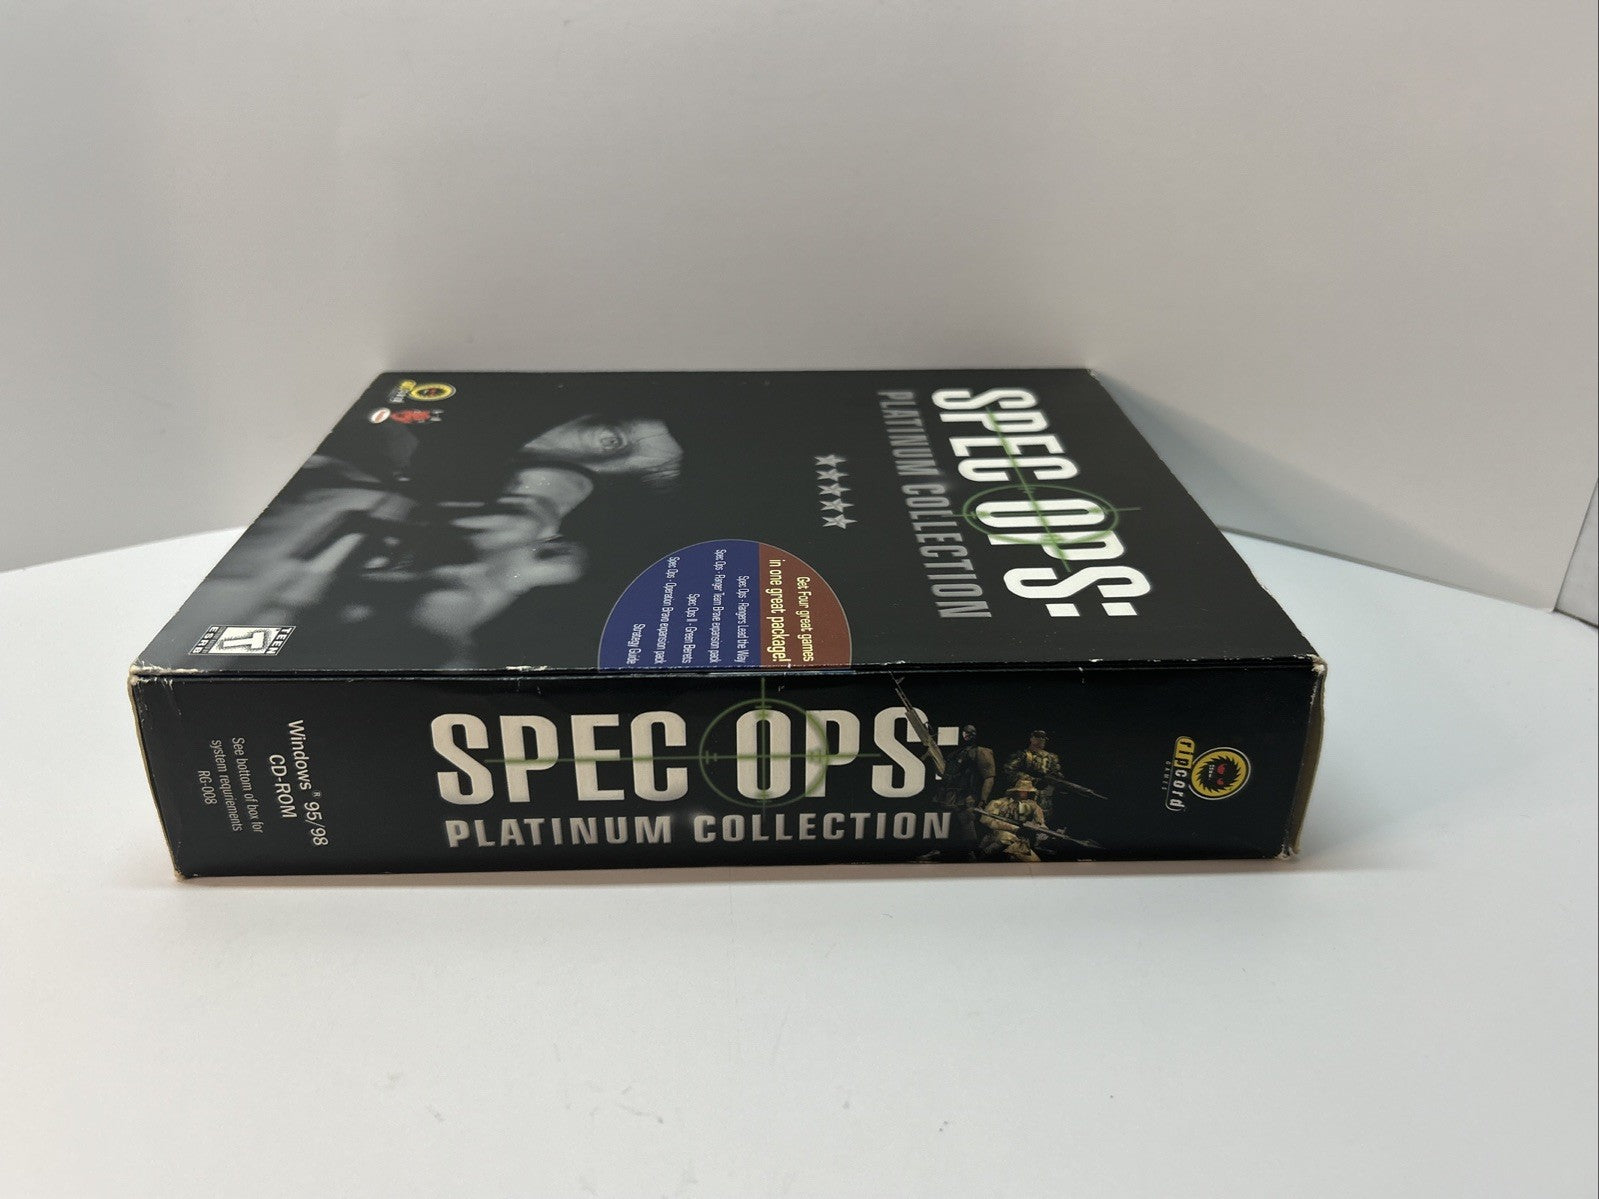 SPEC OPS:
PLATINUM COLLECTION
Get Four great games
in one great package!
Spec Ops - Rangers Lead the Way
Spec Ops - Ranger Team Bravo expansion pack
Spec Ops II - Green Berets
Spec Ops - Operation Bravo expansion pack
Strategy Guide
TEEN
T
ESRB
SPEC OPS:
PLATINUM COLLECTION
Windows ® 95/98
CD-ROM
See bottom of box for
system requriements
RG-008
ripcord
GAMES